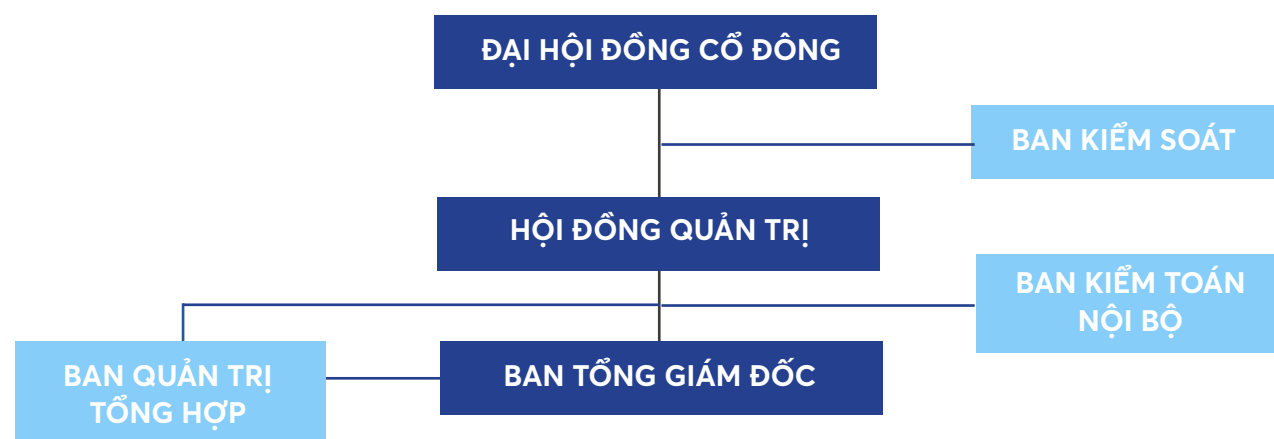 ĐẠI HỘI ĐỒNG CỔ ĐÔNG
BAN KIỂM SOÁT
HỘI ĐỒNG QUẢN TRỊ
BAN KIỂM TOÁN
NỘI BỘ
BAN QUẢN TRỊ
TỔNG HỢP
BAN TỔNG GIÁM ĐỐC